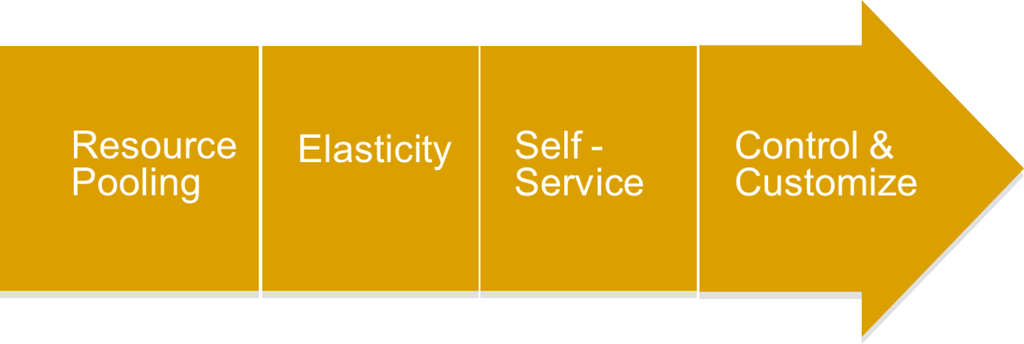 Resource
Pooling
Elasticity
Self -
Service
Control &
Customize